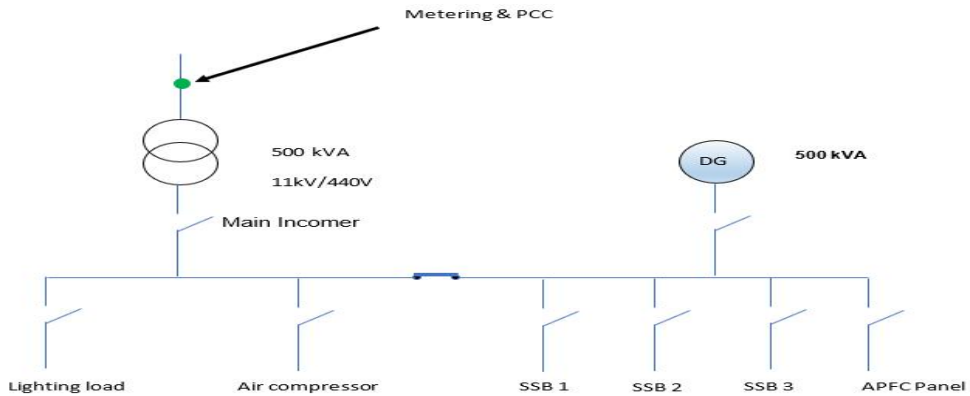 Metering & PCC
500 kVA
11kV/440V
DG
500 kVA
Main Incomer
Lighting load
Air compressor
SSB 1
SSB 2
SSB 3
APFC Panel